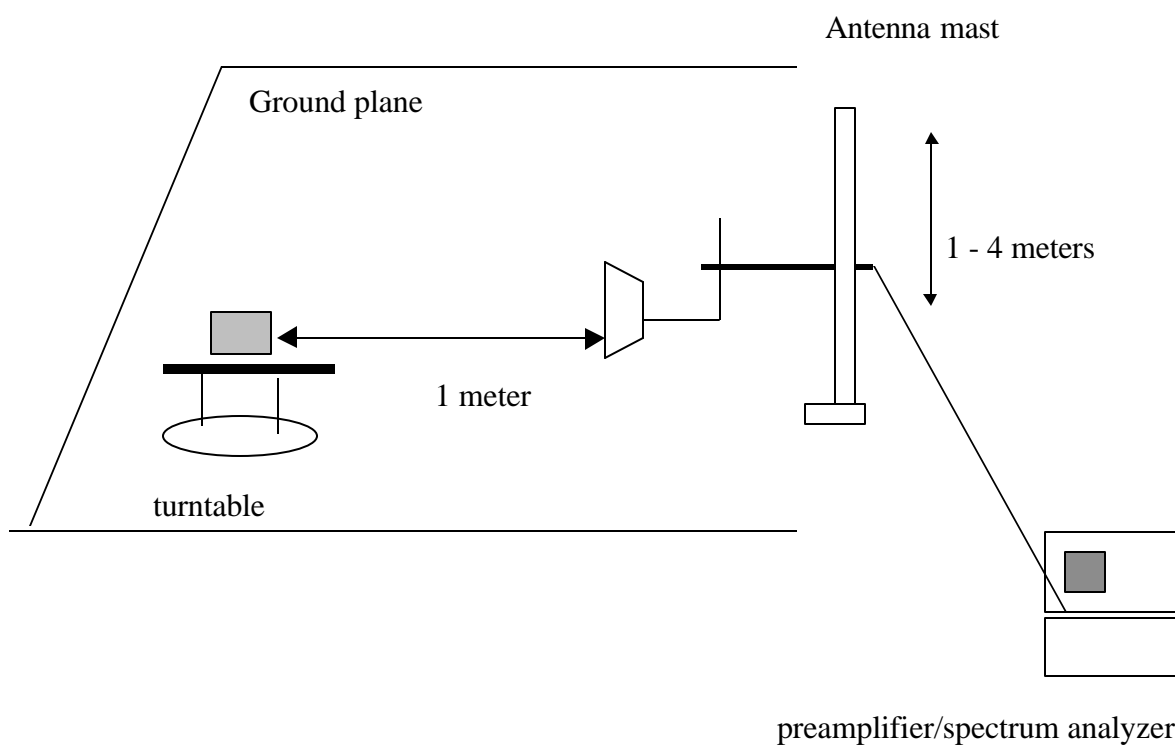 Antenna mast
Ground plane
1 - 4 meters
1 meter
turntable
preamplifier/spectrum analyzer